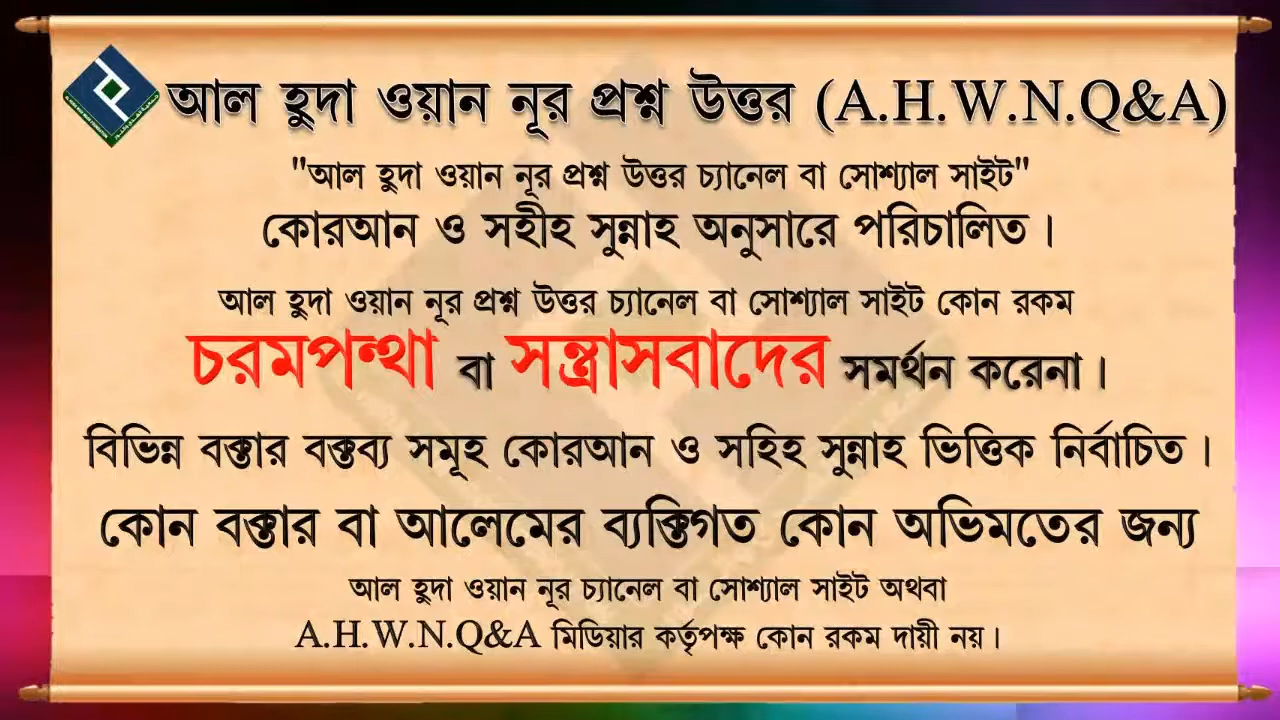 আল হুদা ওয়ান নূর প্রশ্ন উত্তর (A.H.W.N.Q&A)
"আল হুদা ওয়ান নূর প্রশ্ন উত্তর চ্যানেল বা সোশ্যাল সাইট"
কোরআন ও সহীহ সুন্নাহ অনুসারে পরিচালিত।
আল হুদা ওয়ান নূর প্রশ্ন উত্তর চ্যানেল বা সোশ্যাল সাইট কোন রকম
চরমপন্থা বা সন্ত্রাসবাদের সমর্থন করেনা।
বিভিন্ন বক্তার বক্তব্য সমূহ কোরআন ও সহিহ সুন্নাহ ভিত্তিক নির্বাচিত।
কোন বক্তার বা আলেমের ব্যক্তিগত কোন অভিমতের জন্য
আল হুদা ওয়ান নূর চ্যানেল বা সোশ্যাল সাইট অথবা
A.H.W.N.Q&A মিডিয়ার কর্তৃপক্ষ কোন রকম দায়ী নয়।